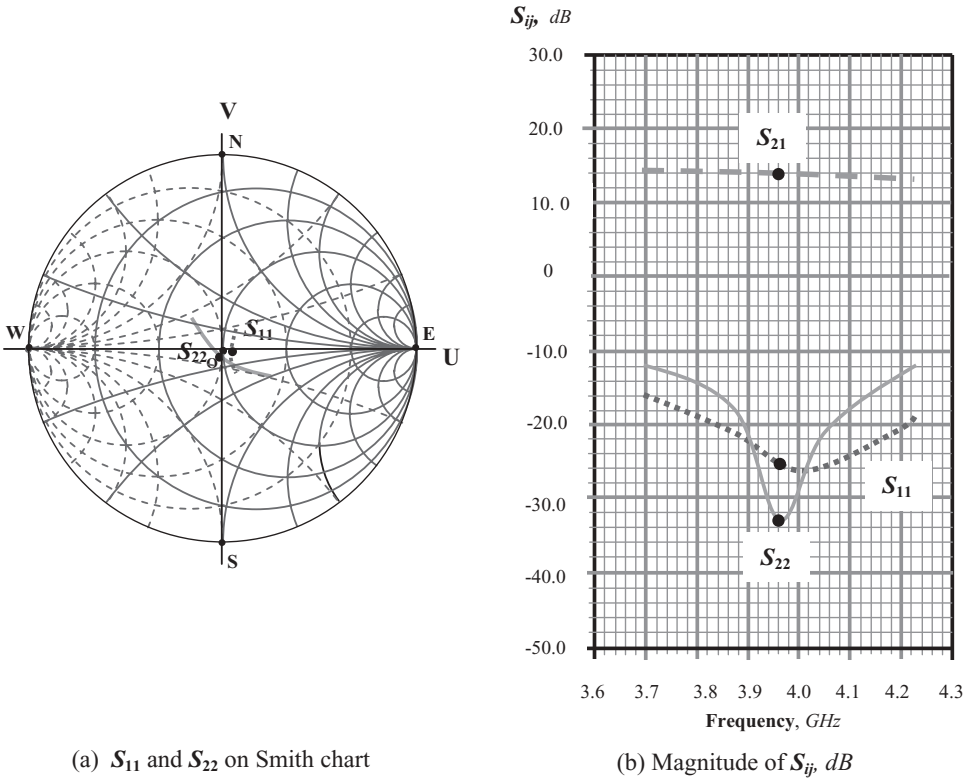 V
N
W
E
U
S
S11
S22
O
(a) S11 and S22 on Smith chart
Sij, dB
30.0
20.0
10. 0
0
-10.0
-20.0
-30.0
-40.0
-50.0
S21
S11
S22
3.6 3.7 3.8 3.9 4.0 4.1 4.2 4.3
Frequency, GHz
(b) Magnitude of Sij, dB